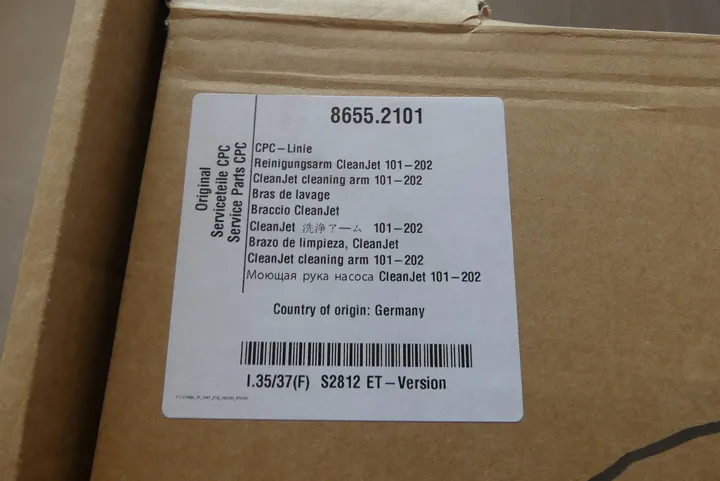 8655.2101
Original
Serviceteile CPC
Service Parts CPC
CPC–Linie
Reinigungsarm CleanJet 101–202
CleanJet cleaning arm 101–202
Bras de lavage
Braccio CleanJet
CleanJet 洗浄アーム 101–202
Brazo de limpieza, CleanJet
CleanJet cleaning arm 101–202
Моющая рука насоса CleanJet 101–202
Country of origin: Germany
I.35/37(F) S2812 ET–Version